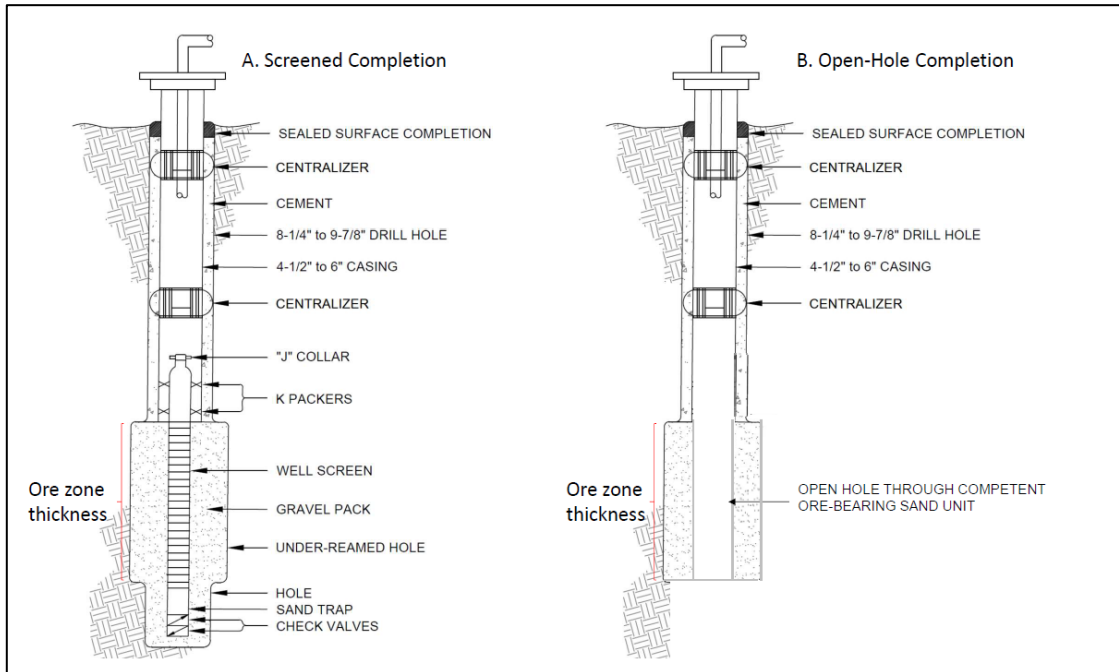 A. Screened Completion
SEALED SURFACE COMPLETION
CENTRALIZER
CEMENT
8-1/4" to 9-7/8" DRILL HOLE
4-1/2" to 6" CASING
CENTRALIZER
"J" COLLAR
K PACKERS
WELL SCREEN
Ore zone
thickness
GRAVEL PACK
UNDER-REAMED HOLE
HOLE
SAND TRAP
CHECK VALVES
B. Open-Hole Completion
SEALED SURFACE COMPLETION
CENTRALIZER
CEMENT
8-1/4" to 9-7/8" DRILL HOLE
4-1/2" to 6" CASING
CENTRALIZER
Ore zone
thickness
OPEN HOLE THROUGH COMPETENT
ORE-BEARING SAND UNIT